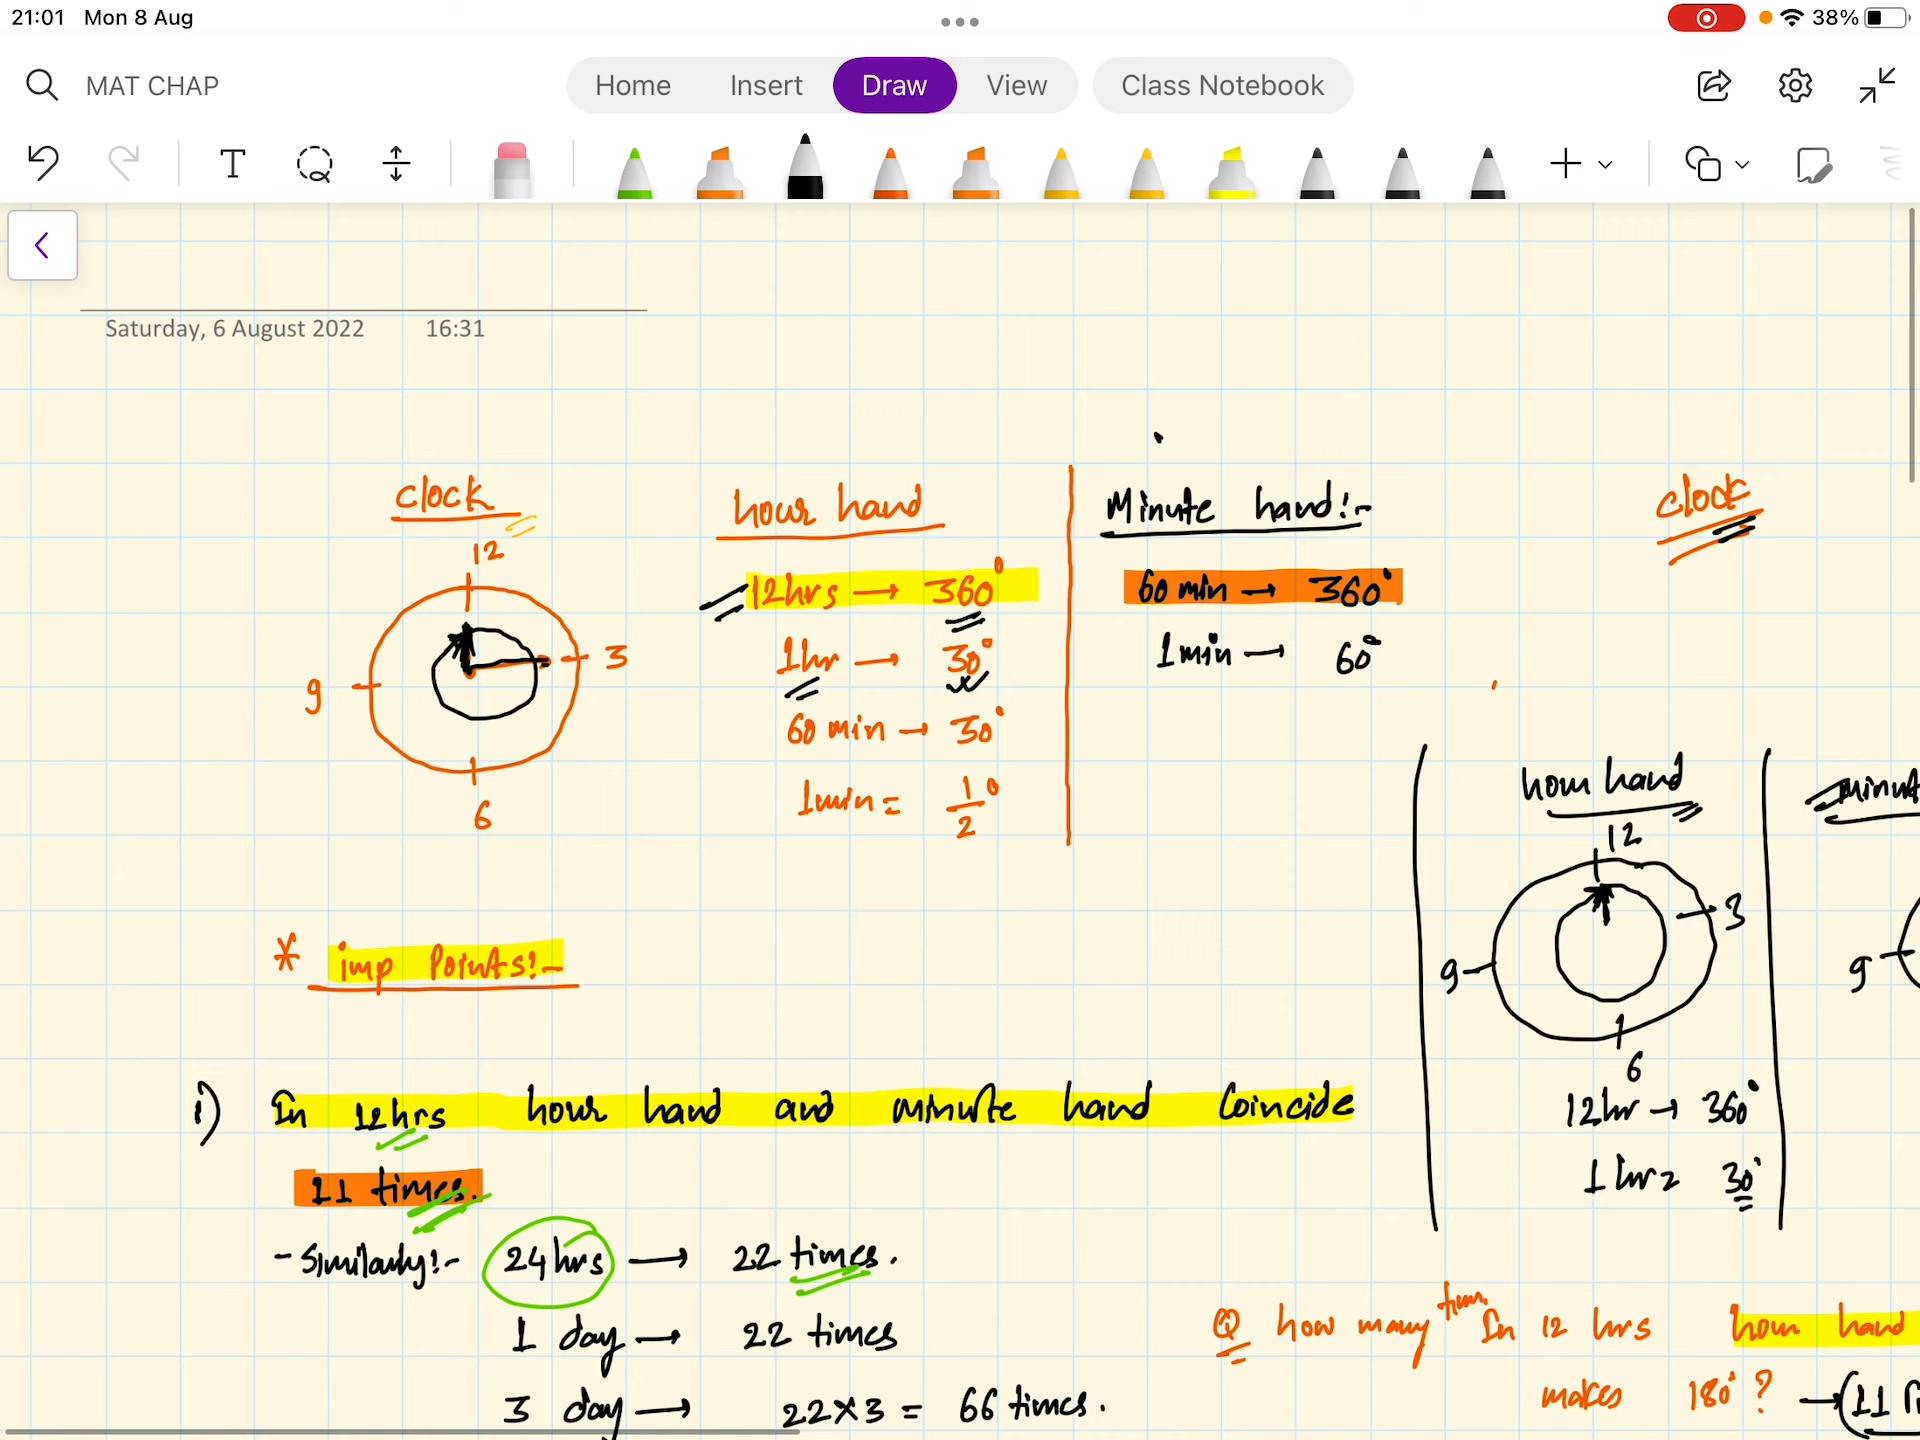 21:01 Mon 8 Aug
38%
MAT CHAP
Home Insert Draw View Class Notebook
T
Saturday, 6 August 2022 16:31
clock
12
3
6
9
hour hand
12hrs → 360°
1hr → 30°
60 min → 30°
1min = 1/2°
Minute hand:-
60 min → 360°
1min → 60°
clock
* imp Points:-
i) In 12hrs hour hand and minute hand Coincide
11 times.
- Similarly:- 24 hrs → 22 times.
1 day → 22 times
3 day → 22×3 = 66 times.
hour hand
12
3
6
9
12hr → 360°
1hr = 30°
9
Q how many times In 12 hrs hour hand
makes 180° ? → (11